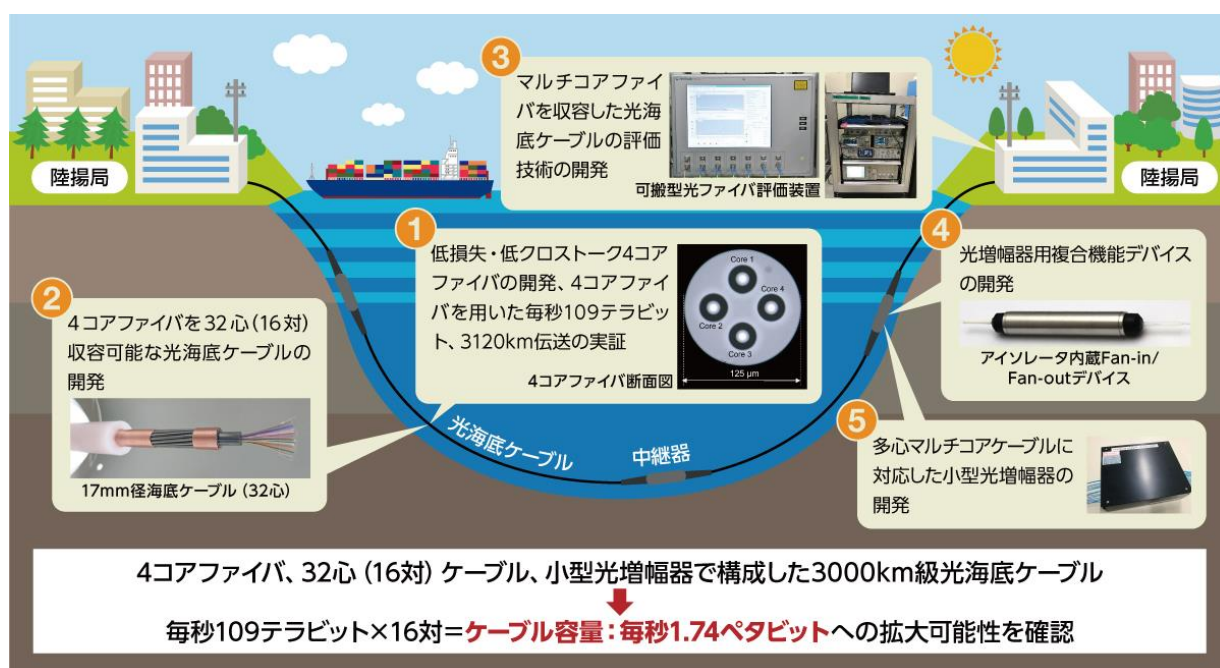 3
マルチコアファイ
バを収容した光海
底ケーブルの評価
技術の開発
可搬型光ファイバ評価装置
陸揚局
陸揚局
1
低損失・低クロストーク4コア
ファイバの開発、4コアファイ
バを用いた毎秒109テラビッ
ト、3120km伝送の実証
Core 1
Core 4
Core 2
Core 3
125 μm
4コアファイバ断面図
2
4コアファイバを32心(16対)
収容可能な光海底ケーブルの
開発
17mm径海底ケーブル(32心)
4
光増幅器用複合機能デバイス
の開発
アイソレータ内蔵Fan-in/
Fan-outデバイス
5
多心マルチコアケーブルに
対応した小型光増幅器の
開発
光海底ケーブル
中継器
4コアファイバ、32心(16対)ケーブル、小型光増幅器で構成した3000km級光海底ケーブル
毎秒109テラビット×16対=ケーブル容量:毎秒1.74ペタビットへの拡大可能性を確認